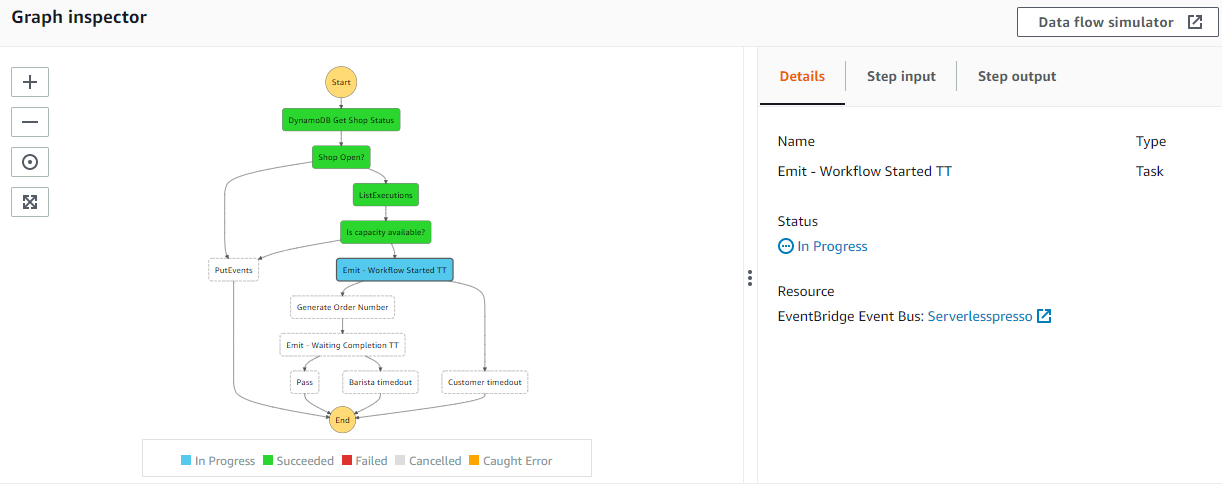 Graph inspector
Data flow simulator
Start
DynamoDB Get Shop Status
Shop Open?
ListExecutions
Is capacity available?
PutEvents
Emit - Workflow Started TT
Generate Order Number
Emit - Waiting Completion TT
Pass
Barista timedout
Customer timedout
End
In Progress
Succeeded
Failed
Cancelled
Caught Error
Details
Step input
Step output
Name
Type
Emit - Workflow Started TT
Task
Status
In Progress
Resource
EventBridge Event Bus: Serverlesspresso